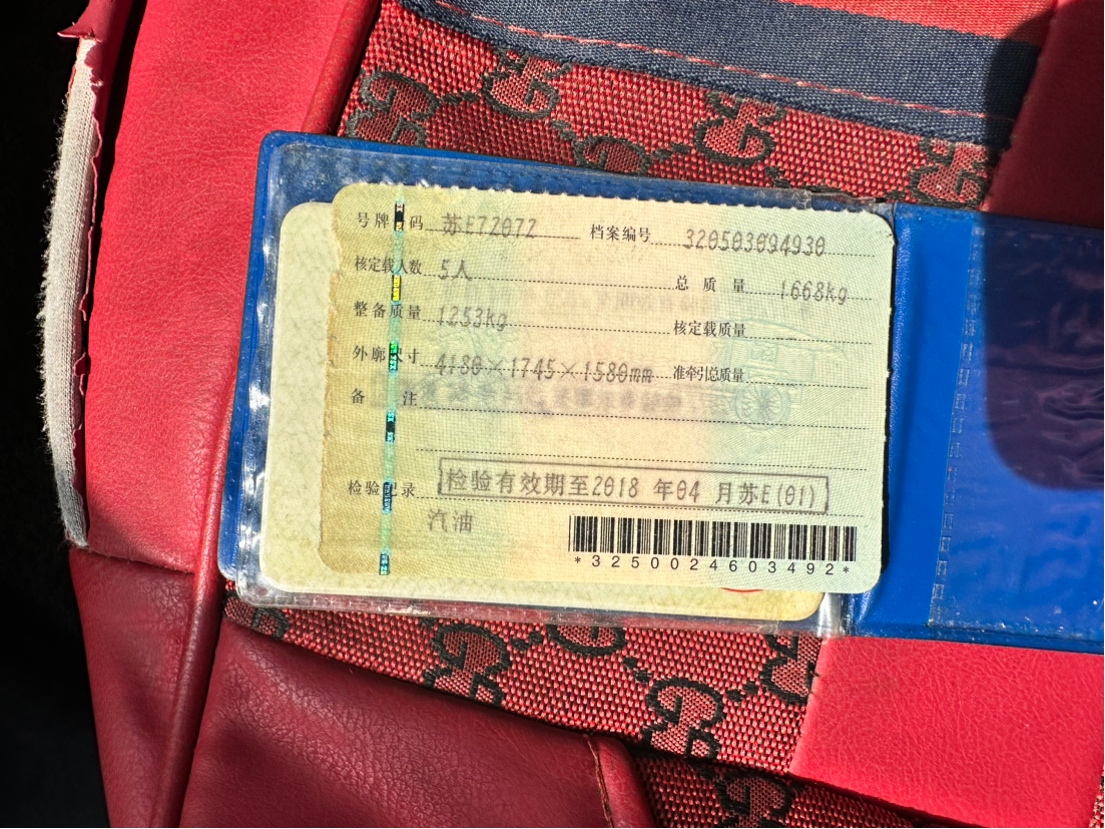 号牌号码 苏E72072 档案编号 320503094930
核定载人数 5人 总质量 1668kg
整备质量 1253kg 核定载质量
外廓尺寸 4180×1745×1580mm 准牵引总质量
备注
检验记录 检验有效期至2018年04月苏E(01)
汽油
*3250024603492*